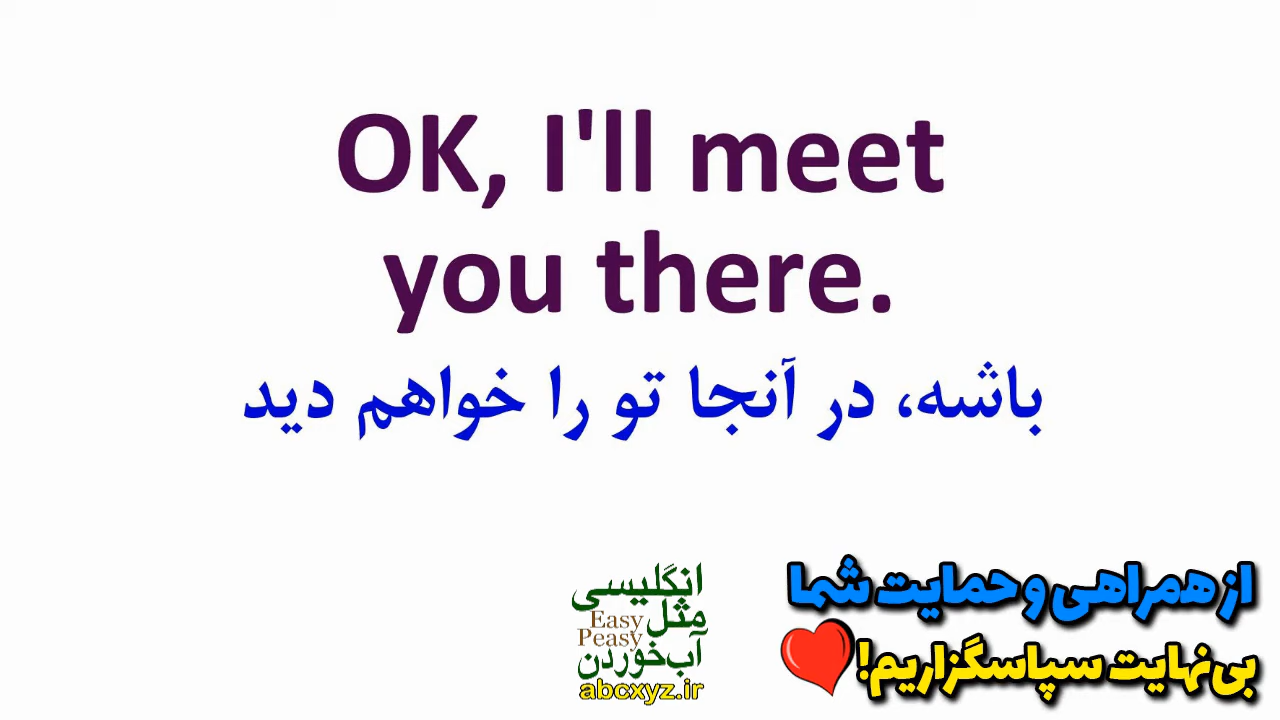 OK, I'll meet
you there.
باشه، در آنجا تو را خواهم دید
انگلیسی
مثل
Easy
Peasy
آب‌خوردن
abcxyz.ir
از همراهی و حمایت شما
بی‌نهایت سپاسگزاریم!